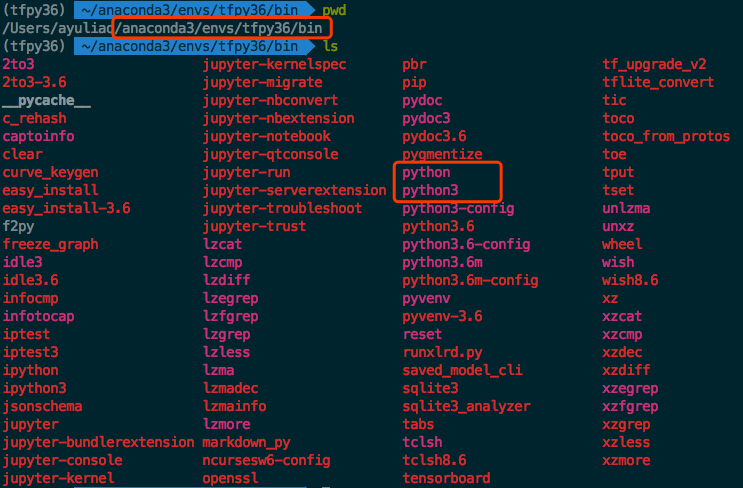 (tfpy36) ~/anaconda3/envs/tfpy36/bin pwd
/Users/ayuliao/anaconda3/envs/tfpy36/bin
(tfpy36) ~/anaconda3/envs/tfpy36/bin ls
2to3 jupyter-kernelspec pbr tf_upgrade_v2
2to3-3.6 jupyter-migrate pip tflite_convert
__pycache__ jupyter-nbconvert pydoc tic
c_rehash jupyter-nbextension pydoc3 toco
captoinfo jupyter-notebook pydoc3.6 toco_from_protos
clear jupyter-qtconsole pygmentize toe
curve_keygen jupyter-run python tput
easy_install jupyter-serverextension python3 tset
easy_install-3.6 jupyter-troubleshoot python3-config unlzma
f2py jupyter-trust python3.6 unxz
freeze_graph lzcat python3.6-config wheel
idle3 lzcmp python3.6m wish
idle3.6 lzdiff python3.6m-config wish8.6
infocmp lzegrep pyvenv xz
infotocap lzfgrep pyvenv-3.6 xzcat
iptest lzgrep reset xzcmp
iptest3 lzless runxlrd.py xzdec
ipython lzma saved_model_cli xzdiff
ipython3 lzmadec sqlite3 xzegrep
jsonschema lzmainfo sqlite3_analyzer xzfgrep
jupyter lzmore tabs xzgrep
jupyter-bundlerextension markdown_py tclsh xzless
jupyter-console ncursesw6-config tclsh8.6 xzmore
jupyter-kernel openssl tensorboard